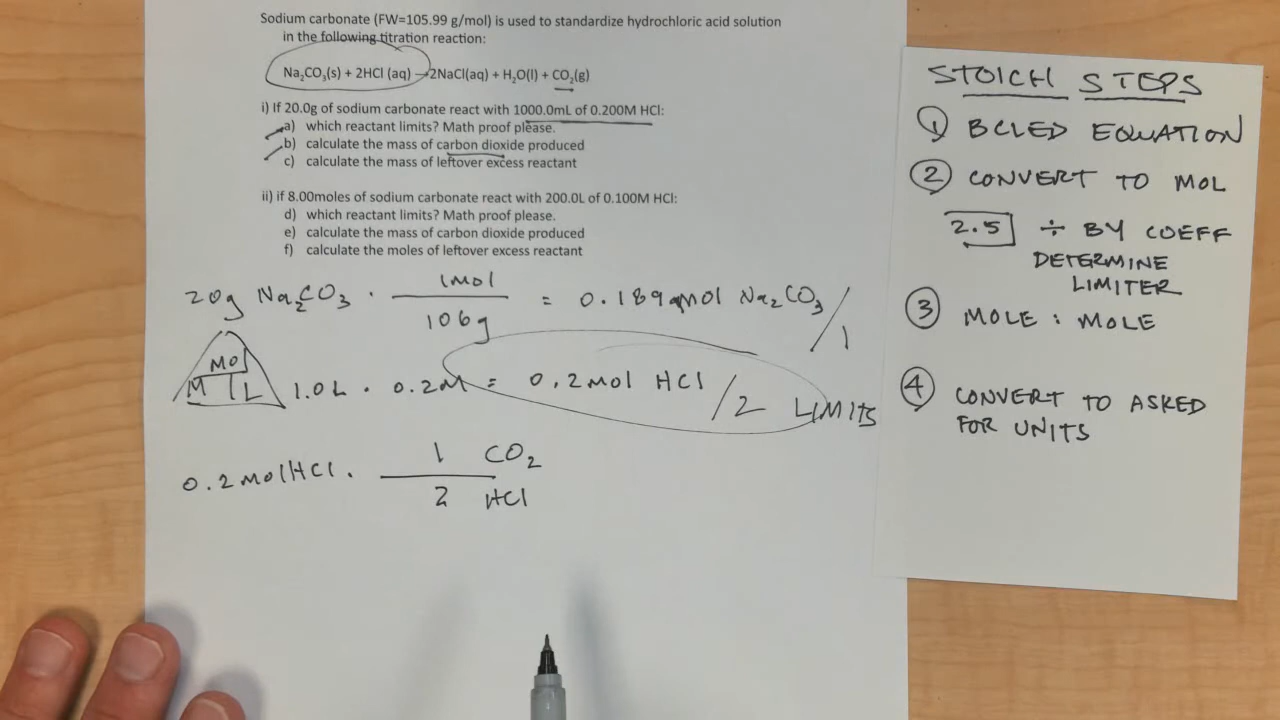 Sodium carbonate (FW=105.99 g/mol) is used to standardize hydrochloric acid solution
in the following titration reaction:
Na₂CO₃(s) + 2HCl (aq) →2NaCl(aq) + H₂O(l) + CO₂(g)
i) If 20.0g of sodium carbonate react with 1000.0mL of 0.200M HCl:
a) which reactant limits? Math proof please.
b) calculate the mass of carbon dioxide produced
c) calculate the mass of leftover excess reactant
ii) if 8.00moles of sodium carbonate react with 200.0L of 0.100M HCl:
d) which reactant limits? Math proof please.
e) calculate the mass of carbon dioxide produced
f) calculate the moles of leftover excess reactant
20g Na₂CO₃ · 1mol / 106g = 0.189 mol Na₂CO₃ / 1
Mol
M L 1.0L · 0.2M = 0.2mol HCl / 2 LIMITS
0.2molHCl · 1 CO₂
2 HCl
STOICH STEPS
① BCLED EQUATION
② CONVERT TO MOL
2.5 ÷ BY COEFF
DETERMINE
LIMITER
③ MOLE : MOLE
④ CONVERT TO ASKED
FOR UNITS